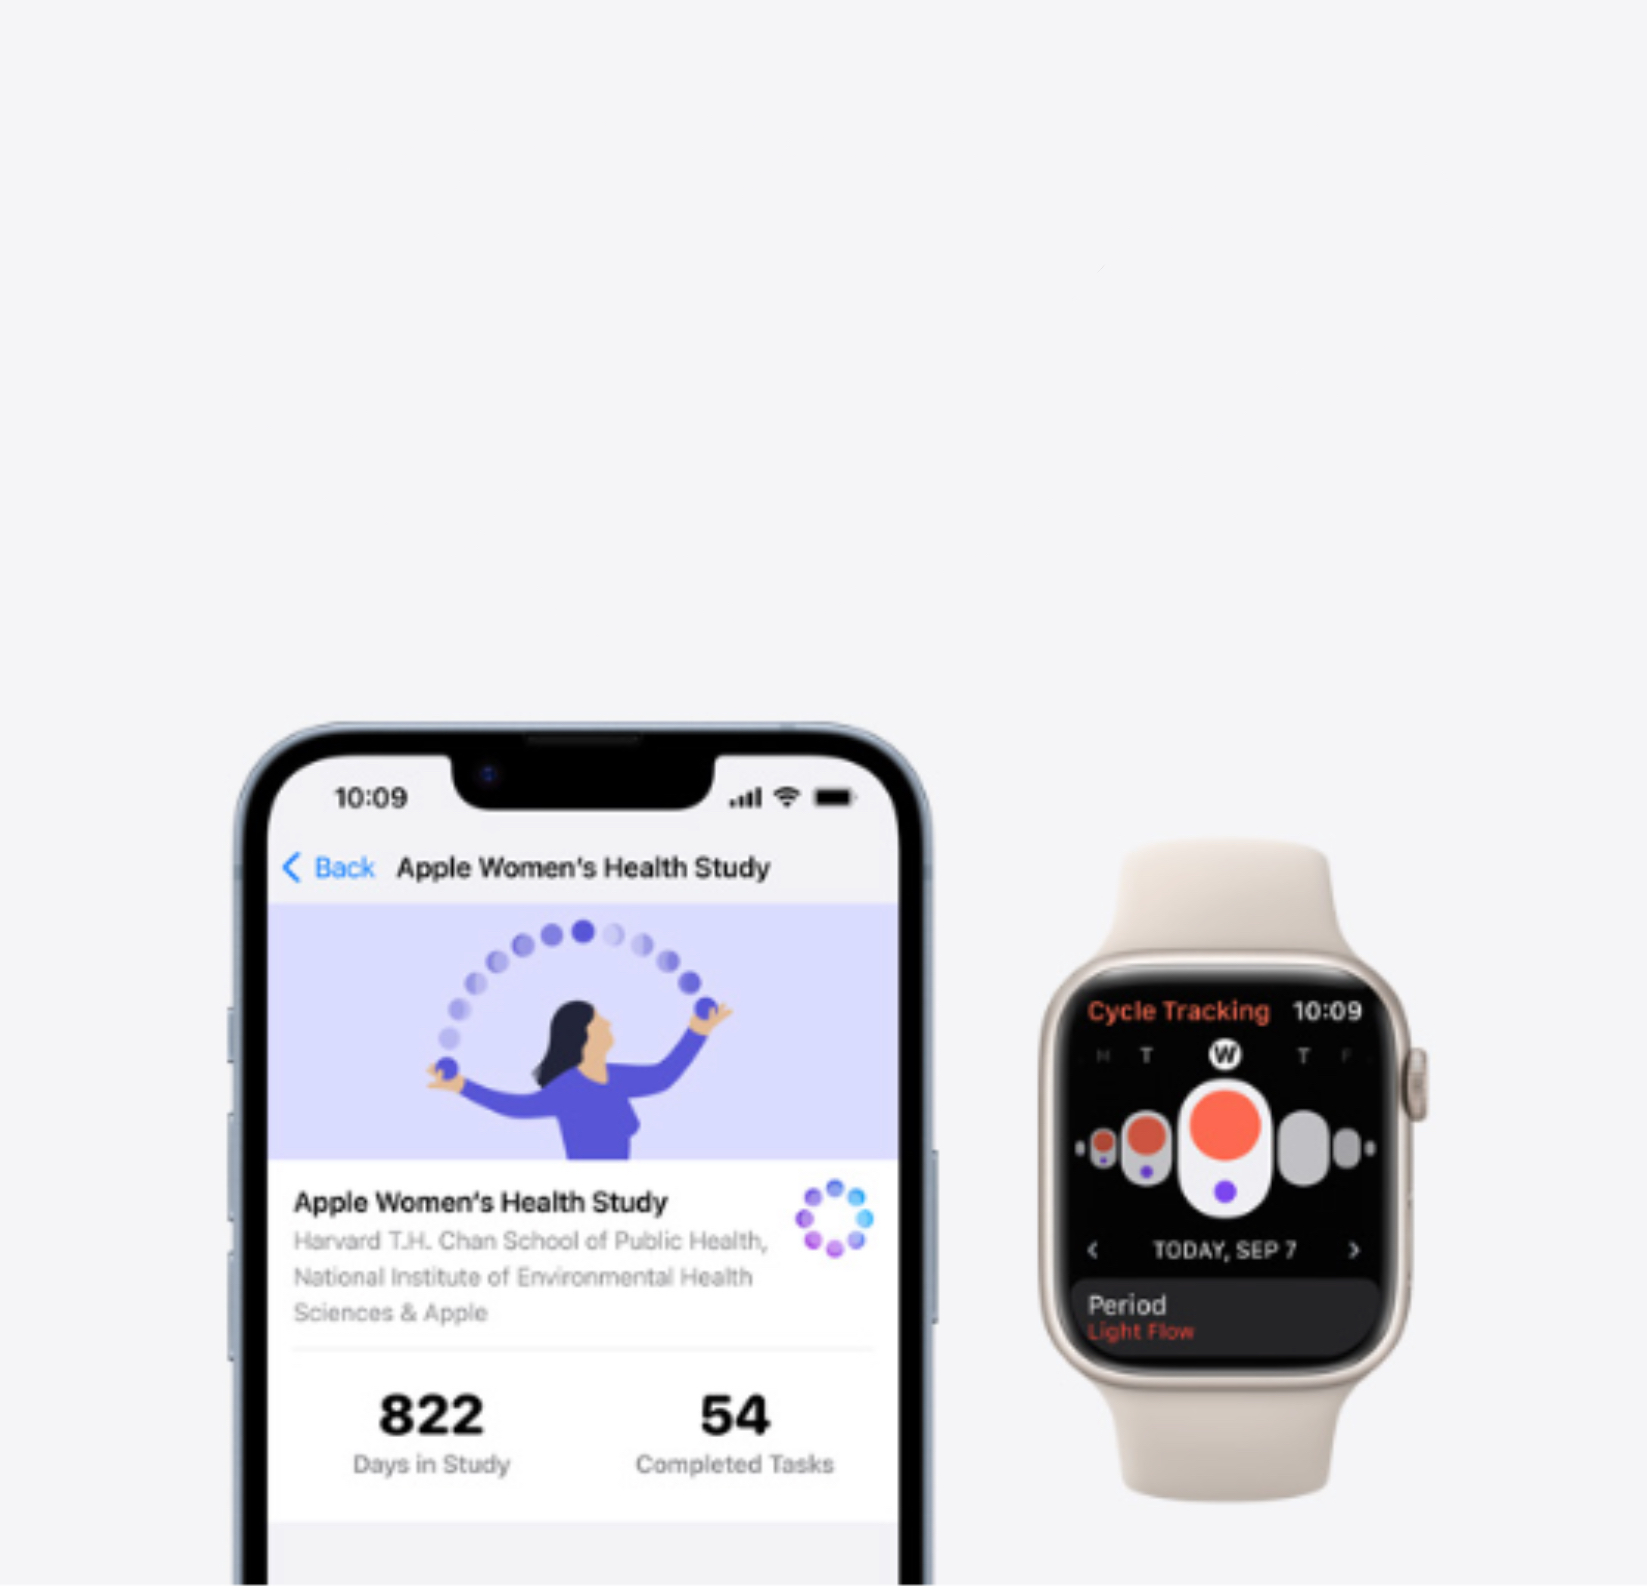 10:09
Back Apple Women's Health Study
Apple Women's Health Study
Harvard T.H. Chan School of Public Health,
National Institute of Environmental Health
Sciences & Apple
822 54
Days in Study Completed Tasks
Cycle Tracking 10:09
M T W T F
TODAY, SEP 7
Period
Light Flow